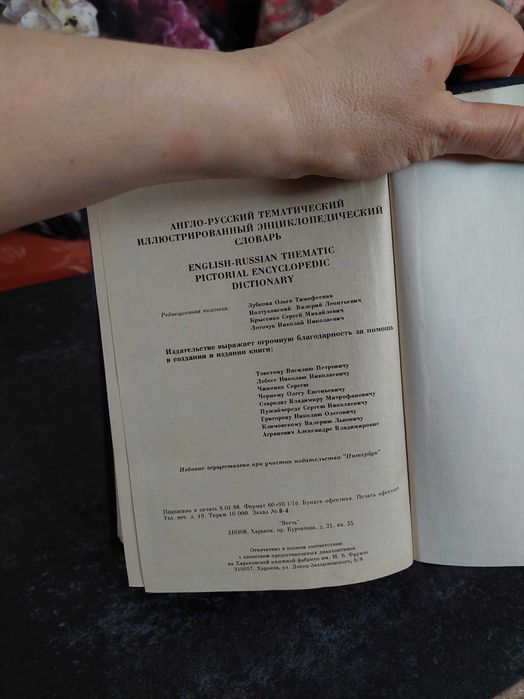 АНГЛО-РУССКИЙ ТЕМАТИЧЕСКИЙ
ИЛЛЮСТРИРОВАННЫЙ ЭНЦИКЛОПЕДИЧЕСКИЙ
СЛОВАРЬ
ENGLISH-RUSSIAN THEMATIC
PICTORIAL ENCYCLOPEDIC
DICTIONARY
Редакционная коллегия: Зубкова Ольга Тимофеевна
Валерий Леонтьевич
Крысенко Сергей Михайлович
Лоточук Николай Николаевич
Издательство выражает огромную благодарность за помощь
в создании и издании книги:
Товстому Василию Петровичу
Лебеге Николаю Николаевичу
Чиженко Сергею
Черному Олегу Евгеньевичу
Стародят Владимиру Митрофановичу
Пужайчереде Сергею Николаевичу
Григорову Николаю Олеговичу
Климовскому Валерию Львовичу
Агранович Александре Владимировне
Издание осуществлено при участии издательства "Интербук"
Подписано в печать 9.01.98. Формат 60×90 1/16. Бумага офсетная. Печать офсетная
Усл. печ. л. 49. Тираж 10 000. Заказ № 8-4.
"Весть"
310108, Харьков, пр. Курчатова, д. 21, кв. 35
Отпечатано в полном соответствии
с качеством предоставленных диапозитивов
на Харьковской книжной фабрике им. М. В. Фрунзе
310057, Харьков, ул. Донец-Захаржевского, 6/8